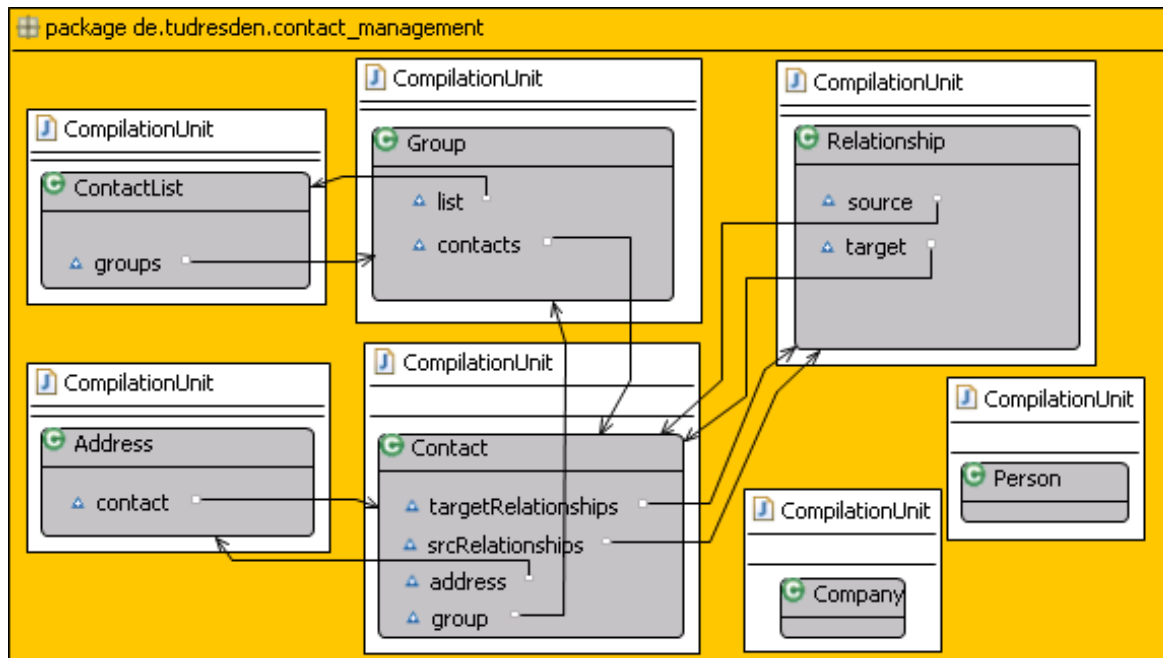 package de.tudresden.contact_management
CompilationUnit
ContactList
groups
CompilationUnit
Group
list
contacts
CompilationUnit
Relationship
source
target
CompilationUnit
Address
contact
CompilationUnit
Contact
targetRelationships
srcRelationships
address
group
CompilationUnit
Company
CompilationUnit
Person